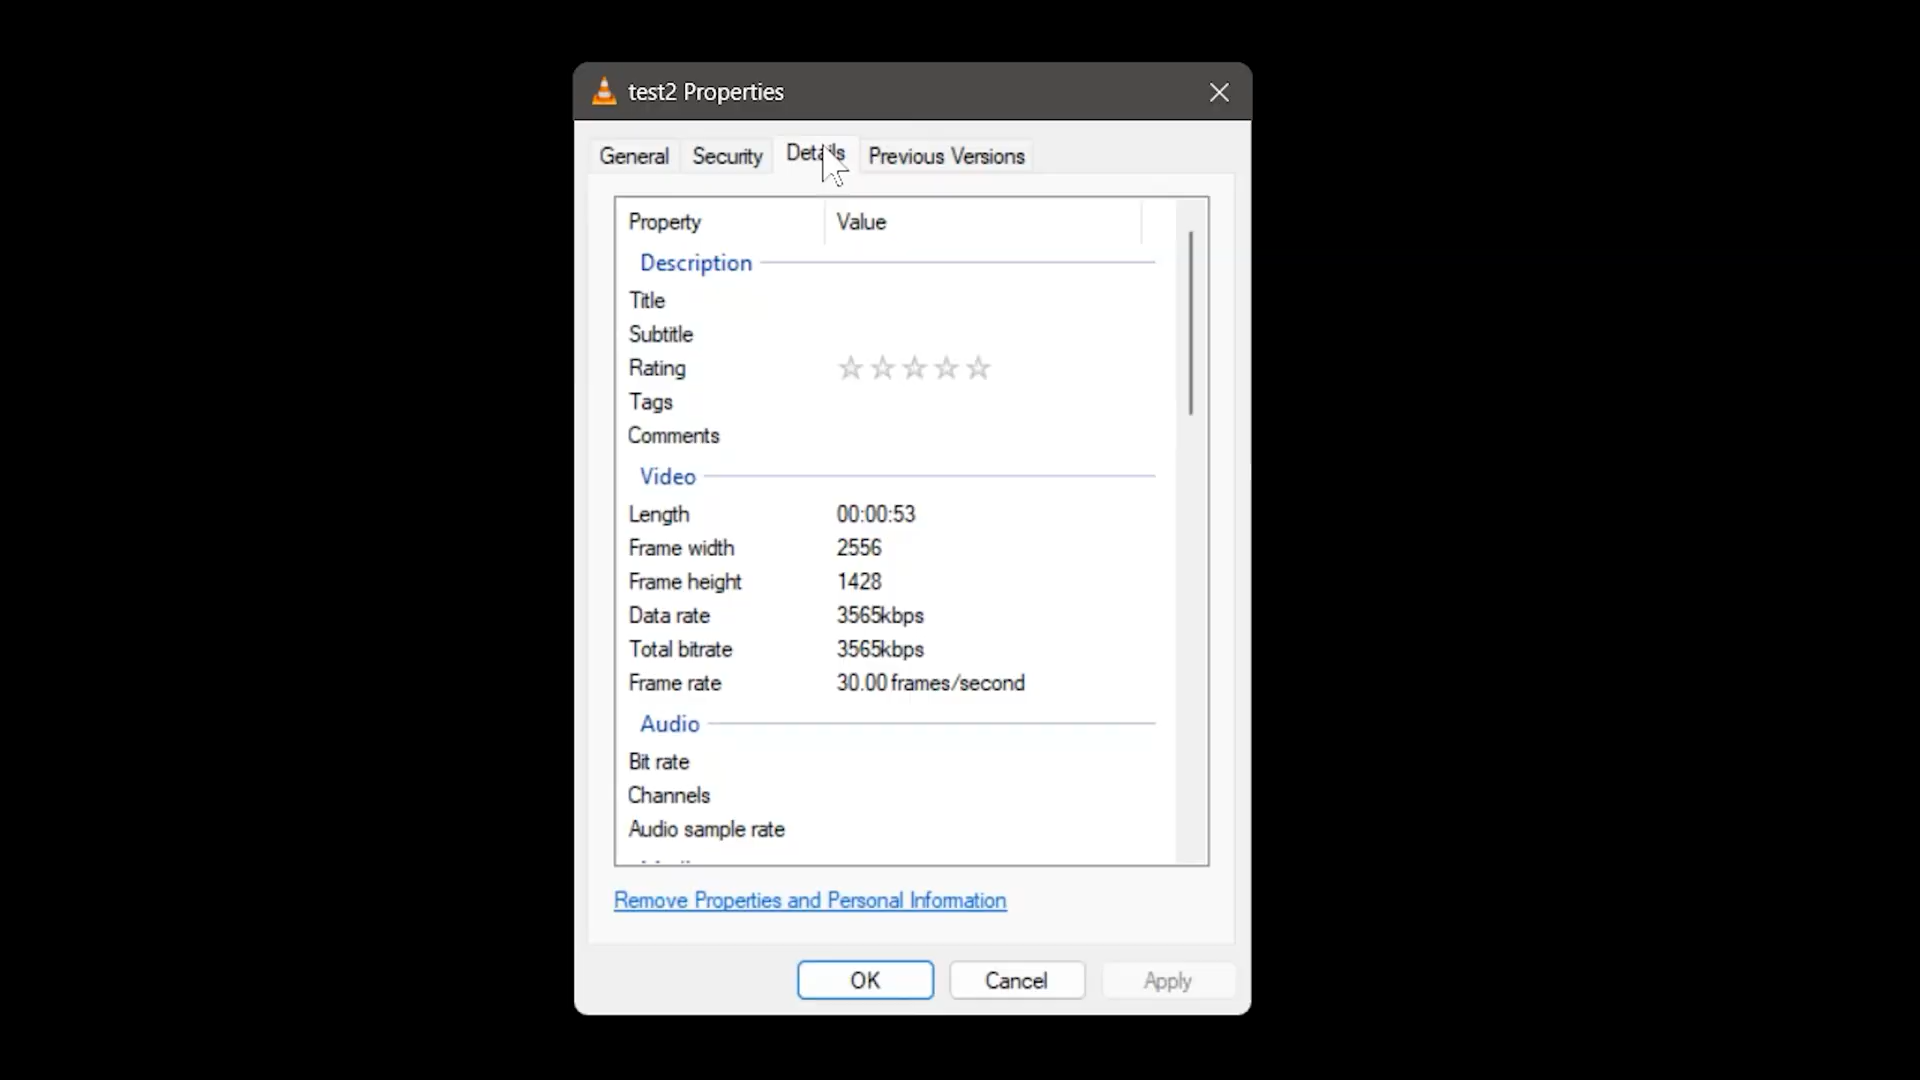 test2 Properties
General Security Details Previous Versions
Property Value
Description
Title
Subtitle
Rating
Tags
Comments
Video
Length 00:00:53
Frame width 2556
Frame height 1428
Data rate 3565kbps
Total bitrate 3565kbps
Frame rate 30.00 frames/second
Audio
Bit rate
Channels
Audio sample rate
Remove Properties and Personal Information
OK Cancel Apply